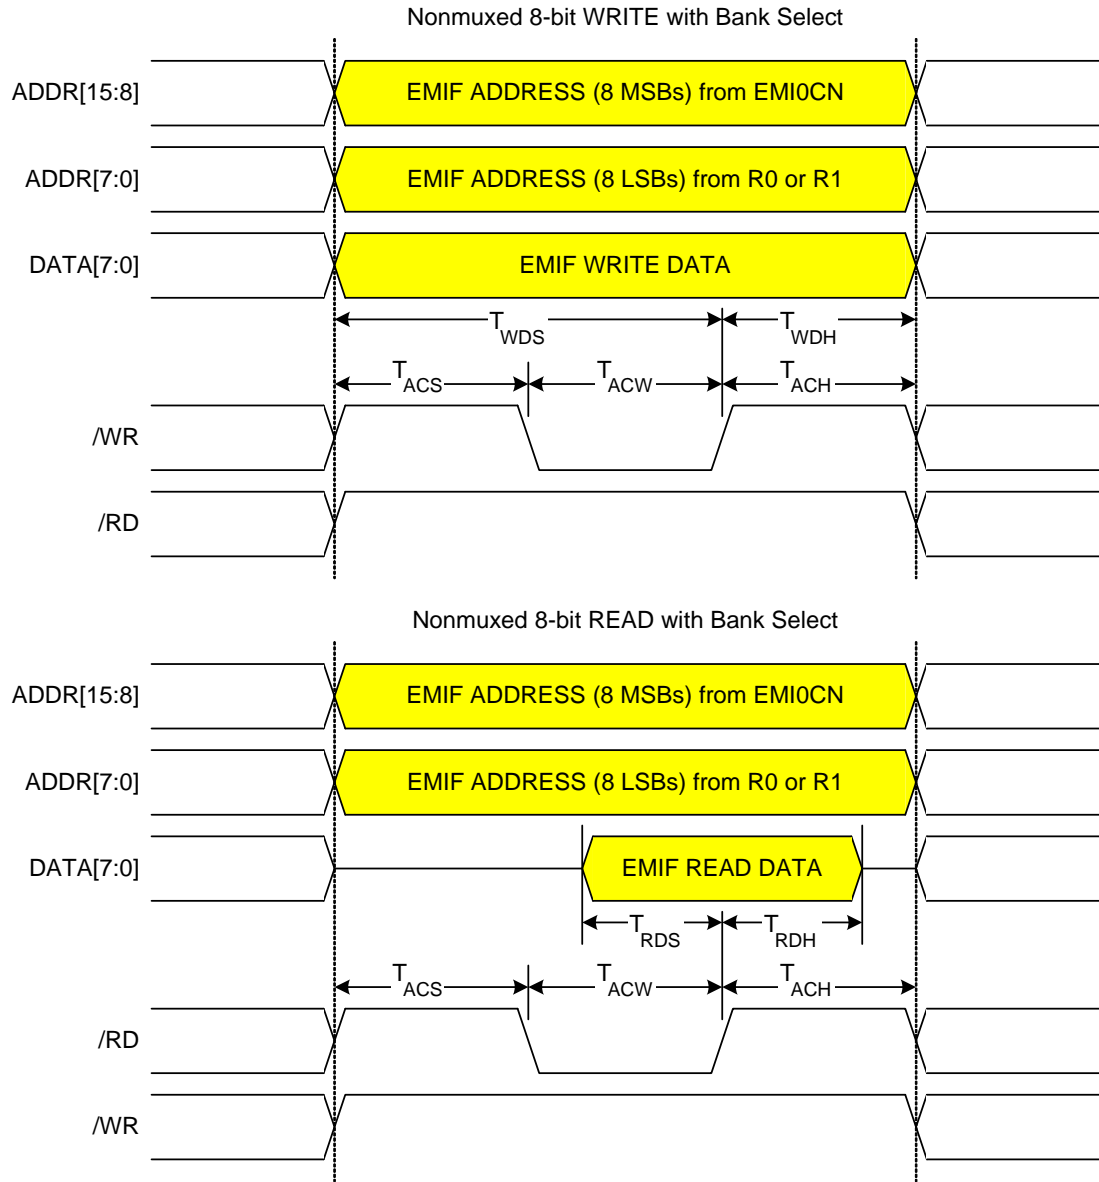 Nonmuxed 8-bit WRITE with Bank Select
ADDR[15:8]
EMIF ADDRESS (8 MSBs) from EMI0CN
ADDR[7:0]
EMIF ADDRESS (8 LSBs) from R0 or R1
DATA[7:0]
EMIF WRITE DATA
TWDS TWDH
TACS TACW TACH
/WR
/RD
Nonmuxed 8-bit READ with Bank Select
ADDR[15:8]
EMIF ADDRESS (8 MSBs) from EMI0CN
ADDR[7:0]
EMIF ADDRESS (8 LSBs) from R0 or R1
DATA[7:0]
EMIF READ DATA
TRDS TRDH
TACS TACW TACH
/RD
/WR